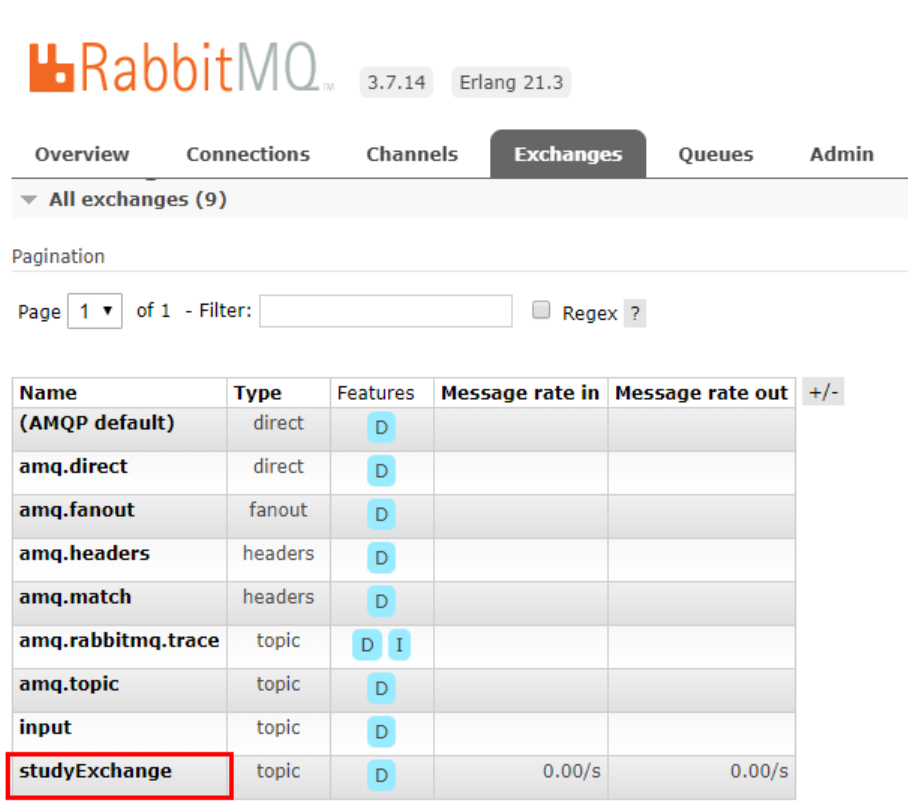 RabbitMQ TM 3.7.14 Erlang 21.3
Overview Connections Channels Exchanges Queues Admin
All exchanges (9)
Pagination
Page 1 of 1 - Filter: Regex ?
Name Type Features Message rate in Message rate out +/-
(AMQP default) direct D
amq.direct direct D
amq.fanout fanout D
amq.headers headers D
amq.match headers D
amq.rabbitmq.trace topic D I
amq.topic topic D
input topic D
studyExchange topic D 0.00/s 0.00/s